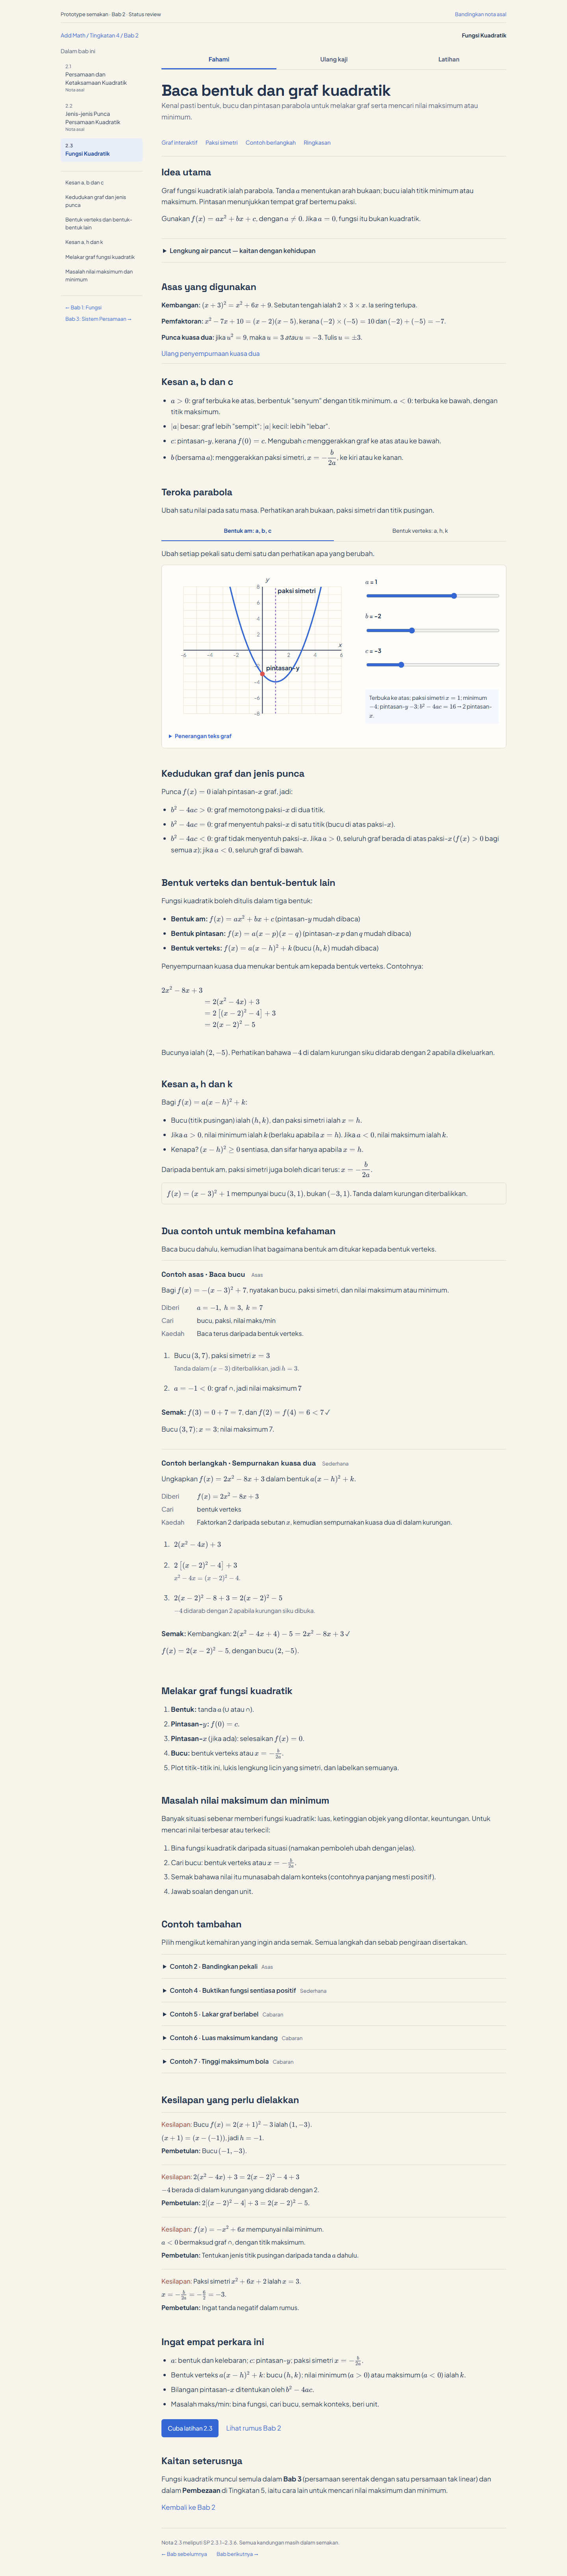 Prototype semakan · Bab 2 · Status review
Bandingkan nota asal
Add Math / Tingkatan 4 / Bab 2
Fungsi Kuadratik
Dalam bab ini
2.1
Persamaan dan
Ketaksamaan Kuadratik
Nota asal
2.2
Jenis-jenis Punca
Persamaan Kuadratik
Nota asal
2.3
Fungsi Kuadratik
Kesan a, b dan c
Kedudukan graf dan jenis
punca
Bentuk verteks dan bentuk-
bentuk lain
Kesan a, h dan k
Melakar graf fungsi kuadratik
Masalah nilai maksimum dan
minimum
← Bab 1: Fungsi
Bab 3: Sistem Persamaan →
Fahami
Ulang kaji
Latihan
Baca bentuk dan graf kuadratik
Kenal pasti bentuk, bucu dan pintasan parabola untuk melakar graf serta mencari nilai maksimum atau
minimum.
Graf interaktif Paksi simetri Contoh berlangkah Ringkasan
Idea utama
Graf fungsi kuadratik ialah parabola. Tanda a menentukan arah bukaan; bucu ialah titik minimum atau
maksimum. Pintasan menunjukkan tempat graf bertemu paksi.
Gunakan f(x) = ax² + bx + c, dengan a ≠ 0. Jika a = 0, fungsi itu bukan kuadratik.
▶ Lengkung air pancut — kaitan dengan kehidupan
Asas yang digunakan
Kembangan: (x + 3)² = x² + 6x + 9. Sebutan tengah ialah 2 × 3 × x. Ia sering terlupa.
Pemfaktoran: x² − 7x + 10 = (x − 2)(x − 5), kerana (−2) × (−5) = 10 dan (−2) + (−5) = −7.
Punca kuasa dua: jika u² = 9, maka u = 3 atau u = −3. Tulis u = ±3.
Ulang penyempurnaan kuasa dua
Kesan a, b dan c
• a > 0: graf terbuka ke atas, berbentuk "senyum" dengan titik minimum. a < 0: terbuka ke bawah, dengan
titik maksimum.
• |a| besar: graf lebih "sempit"; |a| kecil: lebih "lebar".
• c: pintasan-y, kerana f(0) = c. Mengubah c menggerakkan graf ke atas atau ke bawah.
• b (bersama a): menggerakkan paksi simetri, x = −b/2a, ke kiri atau ke kanan.
Teroka parabola
Ubah satu nilai pada satu masa. Perhatikan arah bukaan, paksi simetri dan titik pusingan.
Bentuk am: a, b, c
Bentuk verteks: a, h, k
Ubah setiap pekali satu demi satu dan perhatikan apa yang berubah.
y
8
paksi simetri
6
4
2
x
−6 −4 −2 2 4 6
−2
pintasan-y
−4
−6
−8
a = 1
b = −2
c = −3
Terbuka ke atas; paksi simetri x = 1; minimum
−4; pintasan-y −3; b² − 4ac = 16 → 2 pintasan-
x.
▶ Penerangan teks graf
Kedudukan graf dan jenis punca
Punca f(x) = 0 ialah pintasan-x graf, jadi:
• b² − 4ac > 0: graf memotong paksi-x di dua titik.
• b² − 4ac = 0: graf menyentuh paksi-x di satu titik (bucu di atas paksi-x).
• b² − 4ac < 0: graf tidak menyentuh paksi-x. Jika a > 0, seluruh graf berada di atas paksi-x (f(x) > 0 bagi
semua x); jika a < 0, seluruh graf di bawah.
Bentuk verteks dan bentuk-bentuk lain
Fungsi kuadratik boleh ditulis dalam tiga bentuk:
• Bentuk am: f(x) = ax² + bx + c (pintasan-y mudah dibaca)
• Bentuk pintasan: f(x) = a(x − p)(x − q) (pintasan-x p dan q mudah dibaca)
• Bentuk verteks: f(x) = a(x − h)² + k (bucu (h, k) mudah dibaca)
Penyempurnaan kuasa dua menukar bentuk am kepada bentuk verteks. Contohnya:
2x² − 8x + 3
= 2(x² − 4x) + 3
= 2 [(x − 2)² − 4] + 3
= 2(x − 2)² − 5
Bucunya ialah (2, −5). Perhatikan bahawa −4 di dalam kurungan siku didarab dengan 2 apabila dikeluarkan.
Kesan a, h dan k
Bagi f(x) = a(x − h)² + k:
• Bucu (titik pusingan) ialah (h, k), dan paksi simetri ialah x = h.
• Jika a > 0, nilai minimum ialah k (berlaku apabila x = h). Jika a < 0, nilai maksimum ialah k.
• Kenapa? (x − h)² ≥ 0 sentiasa, dan sifar hanya apabila x = h.
Daripada bentuk am, paksi simetri juga boleh dicari terus: x = −b/2a.
f(x) = (x − 3)² + 1 mempunyai bucu (3, 1), bukan (−3, 1). Tanda dalam kurungan diterbalikkan.
Dua contoh untuk membina kefahaman
Baca bucu dahulu, kemudian lihat bagaimana bentuk am ditukar kepada bentuk verteks.
Contoh asas · Baca bucu Asas
Bagi f(x) = −(x − 3)² + 7, nyatakan bucu, paksi simetri, dan nilai maksimum atau minimum.
Diberi a = −1, h = 3, k = 7
Cari bucu, paksi, nilai maks/min
Kaedah Baca terus daripada bentuk verteks.
1. Bucu (3, 7), paksi simetri x = 3
Tanda dalam (x − 3) diterbalikkan, jadi h = 3.
2. a = −1 < 0: graf ∩, jadi nilai maksimum 7
Semak: f(3) = 0 + 7 = 7, dan f(2) = f(4) = 6 < 7 ✓
Bucu (3, 7); x = 3; nilai maksimum 7.
Contoh berlangkah · Sempurnakan kuasa dua Sederhana
Ungkapkan f(x) = 2x² − 8x + 3 dalam bentuk a(x − h)² + k.
Diberi f(x) = 2x² − 8x + 3
Cari bentuk verteks
Kaedah Faktorkan 2 daripada sebutan x, kemudian sempurnakan kuasa dua di dalam kurungan.
1. 2(x² − 4x) + 3
2. 2 [(x − 2)² − 4] + 3
x² − 4x = (x − 2)² − 4.
3. 2(x − 2)² − 8 + 3 = 2(x − 2)² − 5
−4 didarab dengan 2 apabila kurungan siku dibuka.
Semak: Kembangkan: 2(x² − 4x + 4) − 5 = 2x² − 8x + 3 ✓
f(x) = 2(x − 2)² − 5, dengan bucu (2, −5).
Melakar graf fungsi kuadratik
1. Bentuk: tanda a (∪ atau ∩).
2. Pintasan-y: f(0) = c.
3. Pintasan-x (jika ada): selesaikan f(x) = 0.
4. Bucu: bentuk verteks atau x = −b/2a.
5. Plot titik-titik ini, lukis lengkung licin yang simetri, dan labelkan semuanya.
Masalah nilai maksimum dan minimum
Banyak situasi sebenar memberi fungsi kuadratik: luas, ketinggian objek yang dilontar, keuntungan. Untuk
mencari nilai terbesar atau terkecil:
1. Bina fungsi kuadratik daripada situasi (namakan pemboleh ubah dengan jelas).
2. Cari bucu: bentuk verteks atau x = −b/2a.
3. Semak bahawa nilai itu munasabah dalam konteks (contohnya panjang mesti positif).
4. Jawab soalan dengan unit.
Contoh tambahan
Pilih mengikut kemahiran yang ingin anda semak. Semua langkah dan sebab pengiraan disertakan.
▶ Contoh 2 · Bandingkan pekali Asas
▶ Contoh 4 · Buktikan fungsi sentiasa positif Sederhana
▶ Contoh 5 · Lakar graf berlabel Cabaran
▶ Contoh 6 · Luas maksimum kandang Cabaran
▶ Contoh 7 · Tinggi maksimum bola Cabaran
Kesilapan yang perlu dielakkan
Kesilapan: Bucu f(x) = 2(x + 1)² − 3 ialah (1, −3).
(x + 1) = (x − (−1)), jadi h = −1.
Pembetulan: Bucu (−1, −3).
Kesilapan: 2(x² − 4x) + 3 = 2(x − 2)² − 4 + 3
−4 berada di dalam kurungan yang didarab dengan 2.
Pembetulan: 2[(x − 2)² − 4] + 3 = 2(x − 2)² − 5.
Kesilapan: f(x) = −x² + 6x mempunyai nilai minimum.
a < 0 bermaksud graf ∩, dengan titik maksimum.
Pembetulan: Tentukan jenis titik pusingan daripada tanda a dahulu.
Kesilapan: Paksi simetri x² + 6x + 2 ialah x = 3.
x = −b/2a = −6/2 = −3.
Pembetulan: Ingat tanda negatif dalam rumus.
Ingat empat perkara ini
• a: bentuk dan kelebaran; c: pintasan-y; paksi simetri x = −b/2a.
• Bentuk verteks a(x − h)² + k: bucu (h, k); nilai minimum (a > 0) atau maksimum (a < 0) ialah k.
• Bilangan pintasan-x ditentukan oleh b² − 4ac.
• Masalah maks/min: bina fungsi, cari bucu, semak konteks, beri unit.
Cuba latihan 2.3
Lihat rumus Bab 2
Kaitan seterusnya
Fungsi kuadratik muncul semula dalam Bab 3 (persamaan serentak dengan satu persamaan tak linear) dan
dalam Pembezaan di Tingkatan 5, iaitu cara lain untuk mencari nilai maksimum dan minimum.
Kembali ke Bab 2
Nota 2.3 meliputi SP 2.3.1–2.3.6. Semua kandungan masih dalam semakan.
← Bab sebelumnya Bab berikutnya →